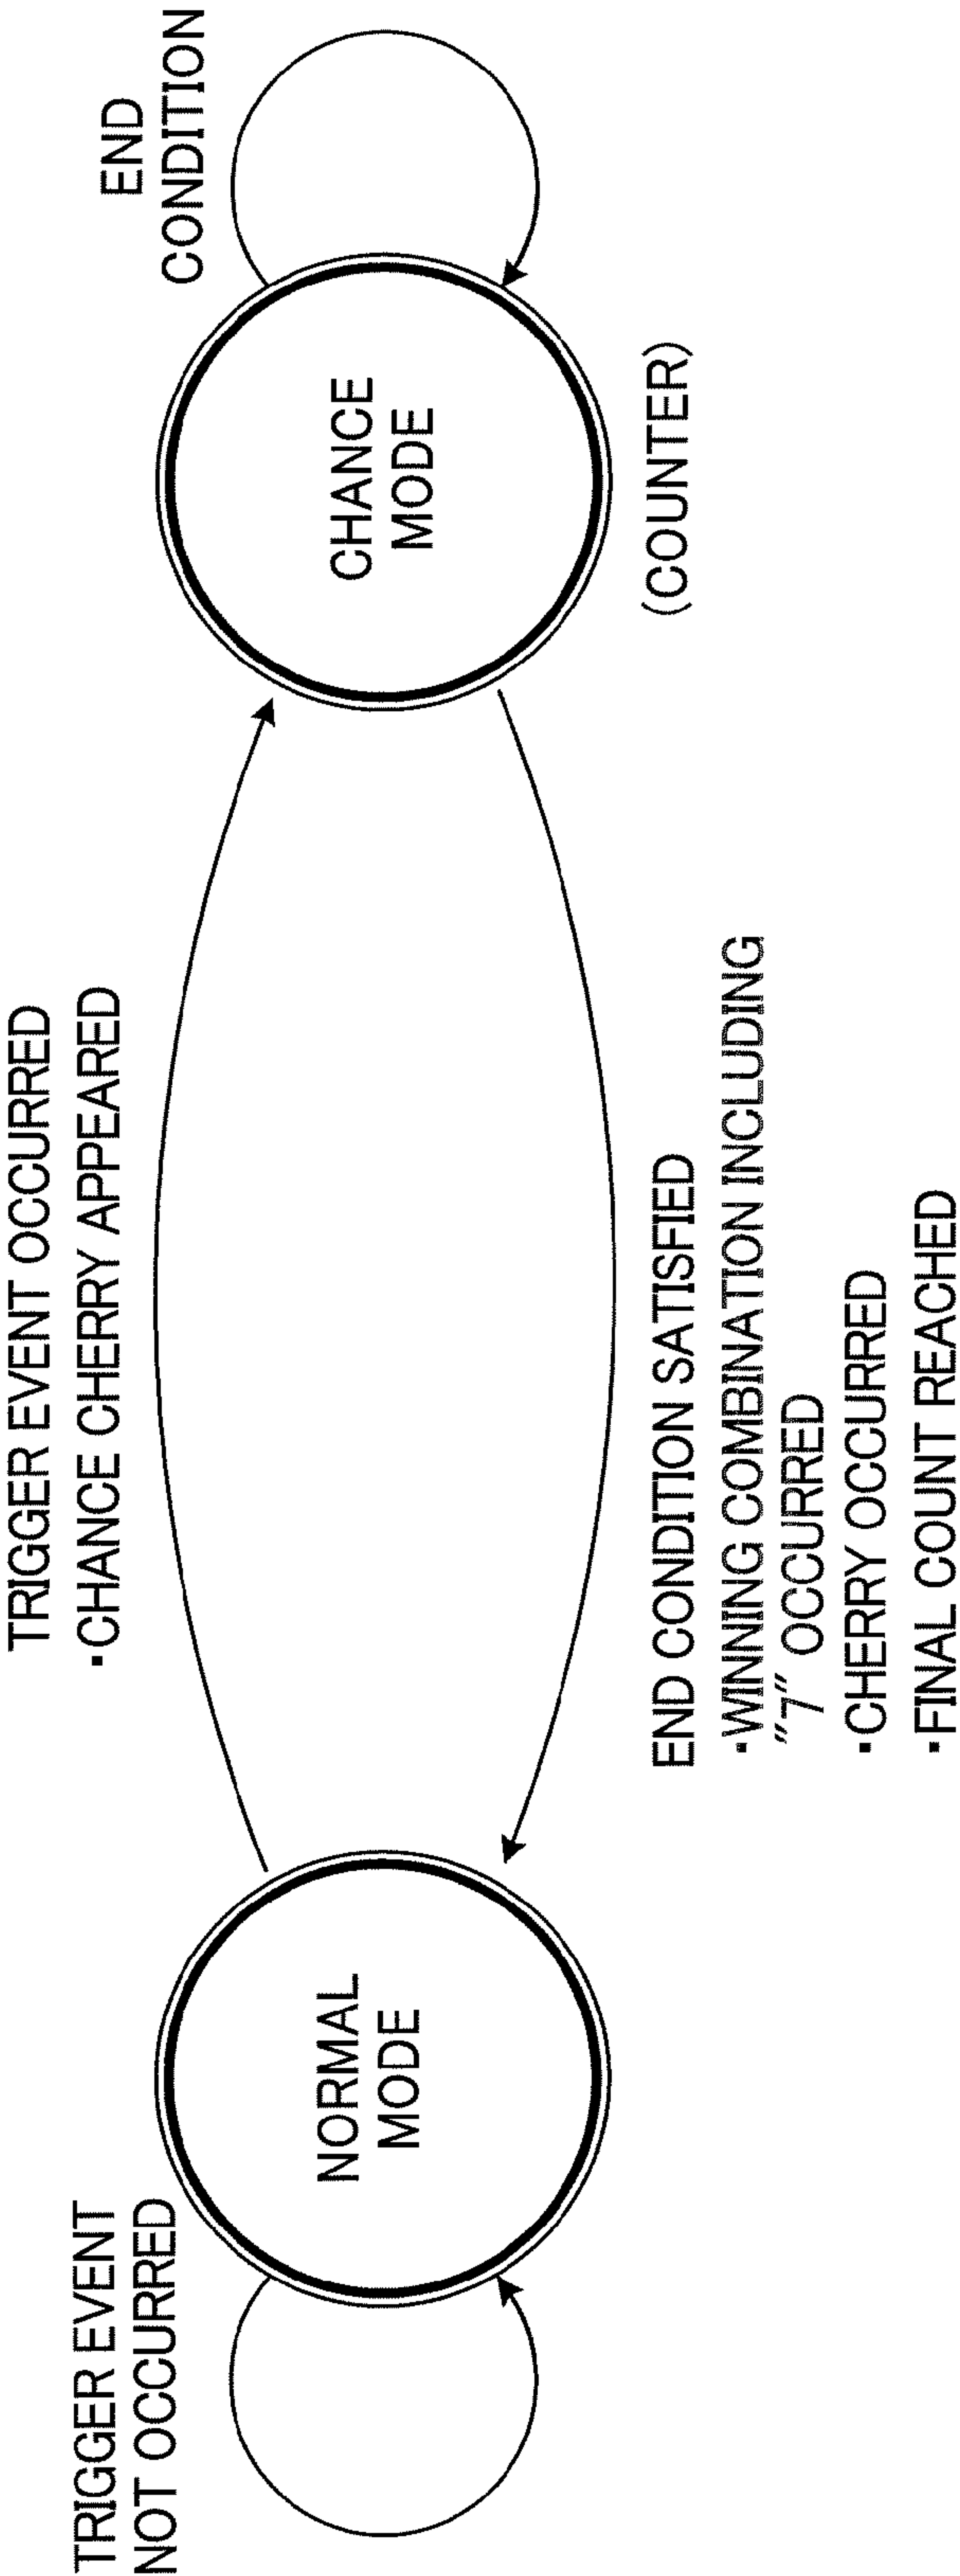 TRIGGER EVENT
NOT OCCURRED
NORMAL
MODE
TRIGGER EVENT OCCURRED
·CHANCE CHERRY APPEARED
END CONDITION SATISFIED
·WINNING COMBINATION INCLUDING
"7" OCCURRED
·CHERRY OCCURRED
·FINAL COUNT REACHED
CHANCE
MODE
(COUNTER)
END
CONDITION